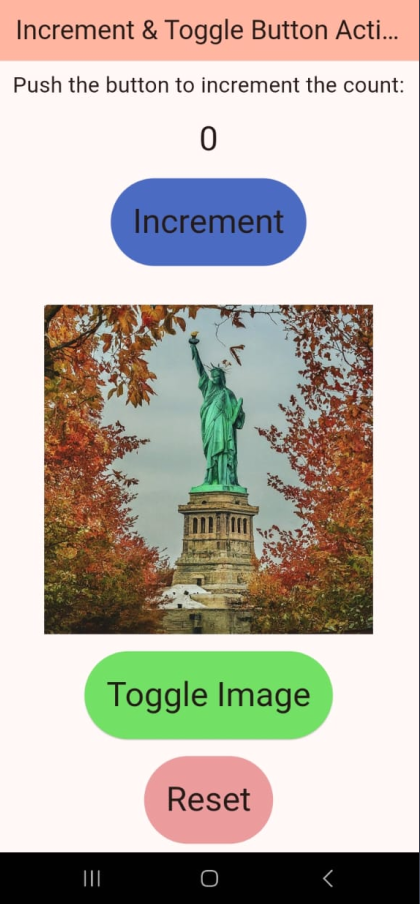 Increment & Toggle Button Acti...
Push the button to increment the count:
0
Increment
Toggle Image
Reset